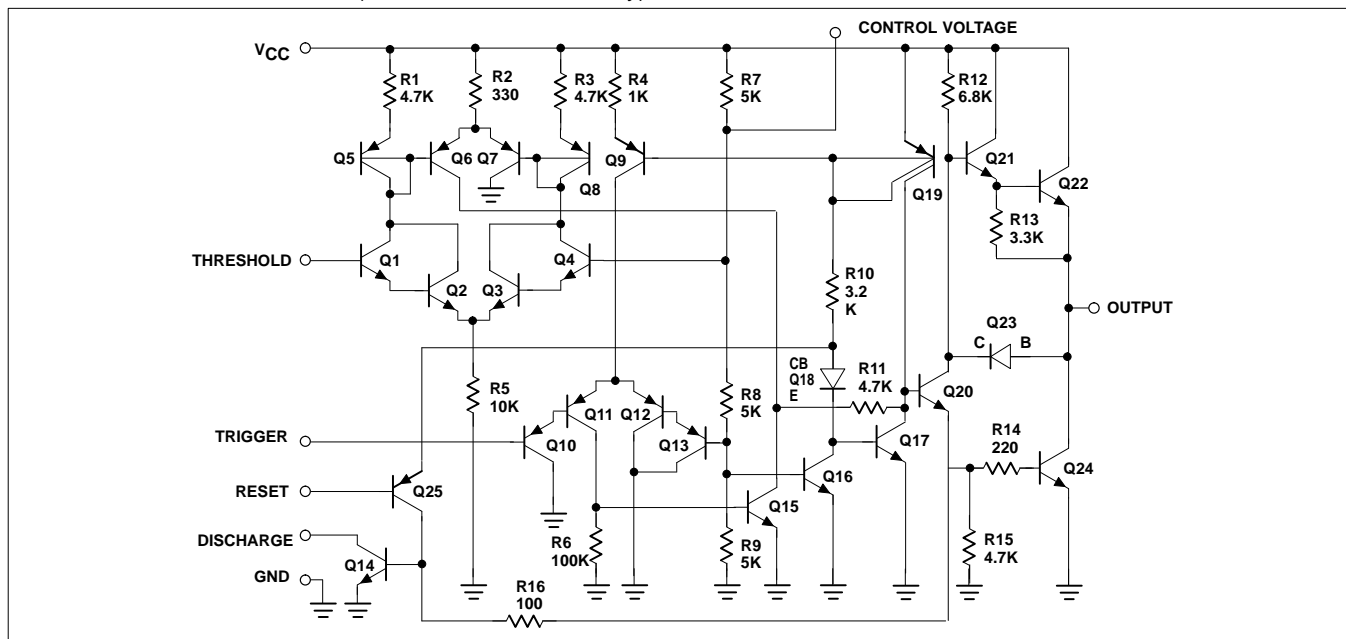 CONTROL VOLTAGE
VCC
R1
4.7K
R2
330
R3
4.7K
R4
1K
R7
5K
R12
6.8K
Q5
Q6
Q7
Q8
Q9
Q19
Q21
Q22
R13
3.3K
THRESHOLD
Q1
Q2
Q3
Q4
R10
3.2
K
OUTPUT
Q23
C
B
CB
Q18
E
R11
4.7K
Q20
R5
10K
R8
5K
Q11
Q12
TRIGGER
Q10
Q13
Q17
R14
220
Q24
RESET
Q25
Q16
Q15
DISCHARGE
Q14
R6
100K
R9
5K
R15
4.7K
GND
R16
100